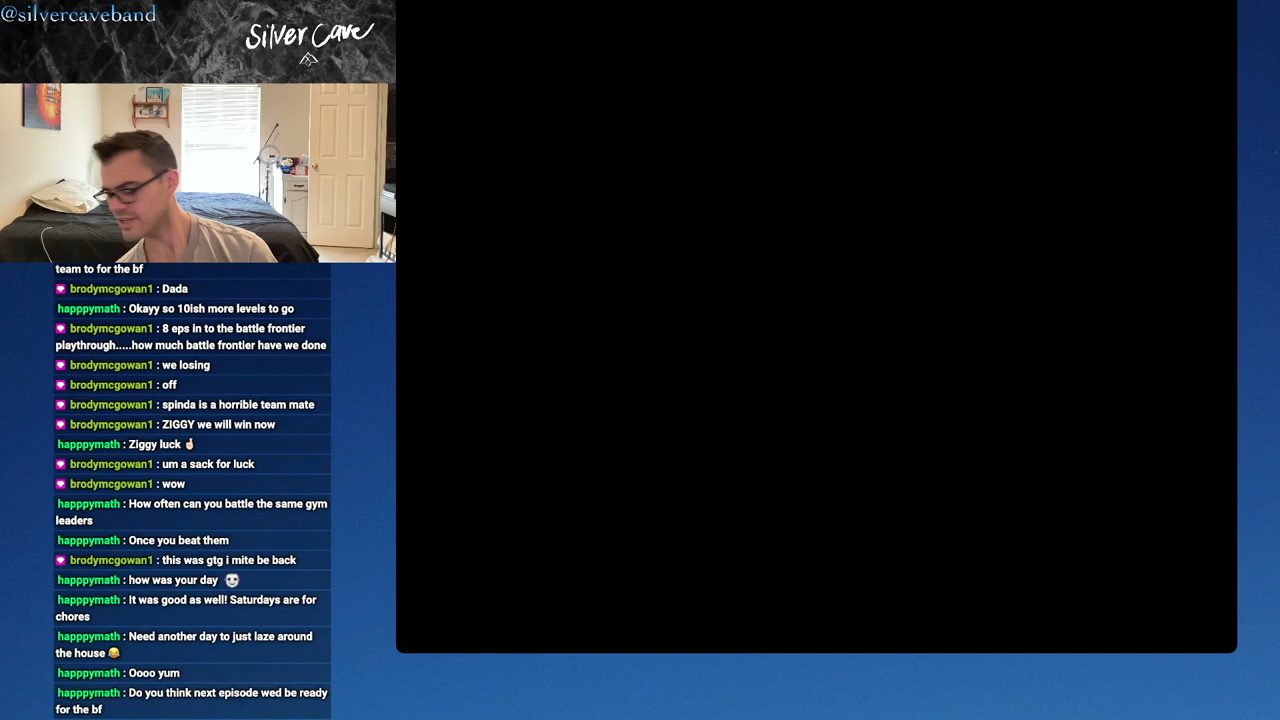 @silvercaveband
Silver Cave
team to for the bf
brodymcgowan1 : Dada
happpymath : Okayy so 10ish more levels to go
brodymcgowan1 : 8 eps in to the battle frontier
playthrough.....how much battle frontier have we done
brodymcgowan1 : we losing
brodymcgowan1 : off
brodymcgowan1 : spinda is a horrible team mate
brodymcgowan1 : ZIGGY we will win now
happpymath : Ziggy luck 🤞🏻
brodymcgowan1 : um a sack for luck
brodymcgowan1 : wow
happpymath : How often can you battle the same gym
leaders
happpymath : Once you beat them
brodymcgowan1 : this was gtg i mite be back
happpymath : how was your day
happpymath : It was good as well! Saturdays are for
chores
happpymath : Need another day to just laze around
the house 😂
happpymath : Oooo yum
happpymath : Do you think next episode wed be ready
for the bf